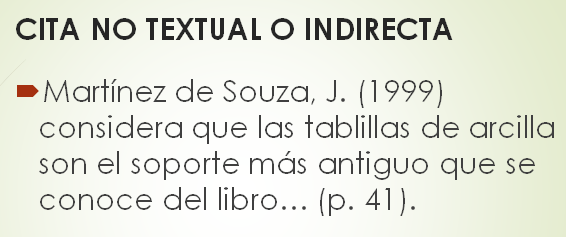 CITA NO TEXTUAL O INDIRECTA
Martínez de Souza, J. (1999)
considera que las tablillas de arcilla
son el soporte más antiguo que se
conoce del libro... (p. 41).